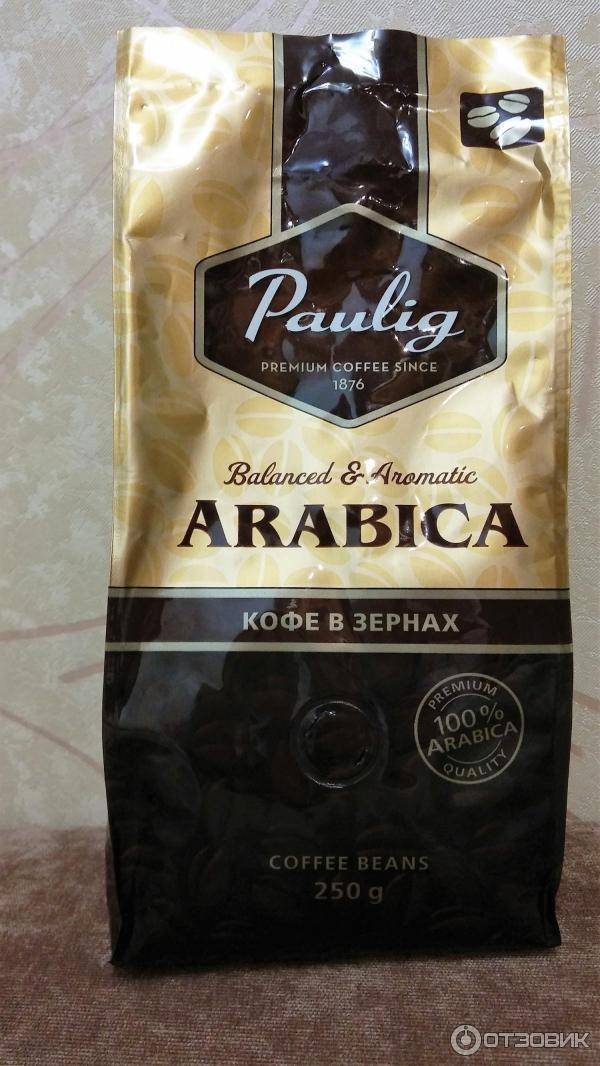 Paulig
PREMIUM COFFEE SINCE
1876
Balanced & Aromatic
ARABICA
КОФЕ В ЗЕРНАХ
PREMIUM
100%
ARABICA
QUALITY
COFFEE BEANS
250 g
ОТЗОВИК